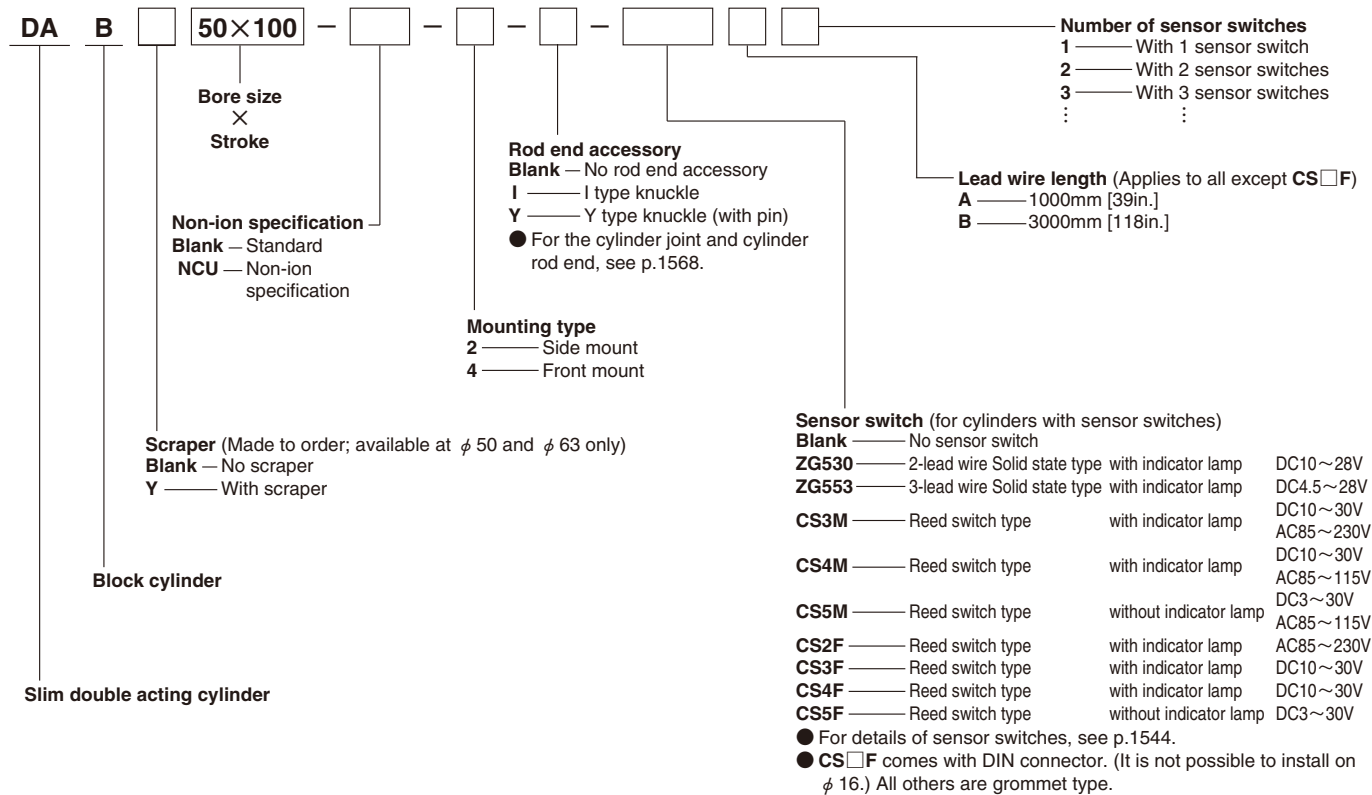 DA B □ 50×100 − □ − □ − □ − □ □ □
Number of sensor switches
1 With 1 sensor switch
2 With 2 sensor switches
3 With 3 sensor switches
⋮ ⋮
Bore size
×
Stroke
Rod end accessory
Blank No rod end accessory
I I type knuckle
Y Y type knuckle (with pin)
● For the cylinder joint and cylinder
rod end, see p.1568.
Lead wire length (Applies to all except CS□F)
A 1000mm [39in.]
B 3000mm [118in.]
Non-ion specification
Blank Standard
NCU Non-ion
specification
Mounting type
2 Side mount
4 Front mount
Scraper (Made to order; available at φ 50 and φ 63 only)
Blank No scraper
Y With scraper
Sensor switch (for cylinders with sensor switches)
Blank No sensor switch
ZG530 2-lead wire Solid state type with indicator lamp DC10〜28V
ZG553 3-lead wire Solid state type with indicator lamp DC4.5〜28V
CS3M Reed switch type with indicator lamp DC10〜30V
AC85〜230V
CS4M Reed switch type with indicator lamp DC10〜30V
AC85〜115V
CS5M Reed switch type without indicator lamp DC3〜30V
AC85〜115V
CS2F Reed switch type with indicator lamp AC85〜230V
CS3F Reed switch type with indicator lamp DC10〜30V
CS4F Reed switch type with indicator lamp DC10〜30V
CS5F Reed switch type without indicator lamp DC3〜30V
● For details of sensor switches, see p.1544.
● CS□F comes with DIN connector. (It is not possible to install on
φ 16.) All others are grommet type.
Block cylinder
Slim double acting cylinder